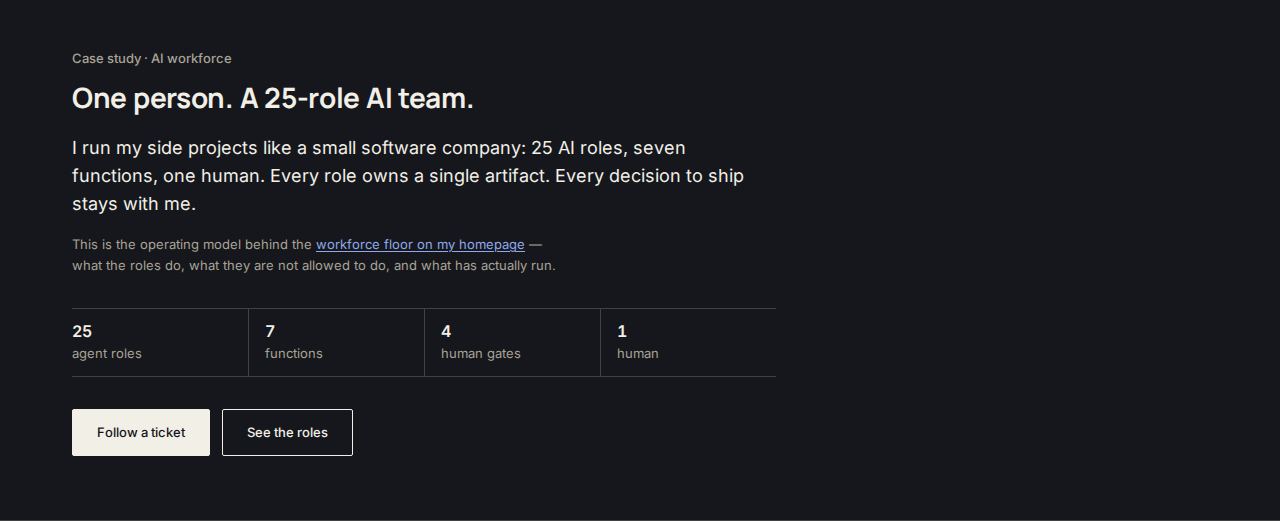 Case study · AI workforce
One person. A 25-role AI team.
I run my side projects like a small software company: 25 AI roles, seven
functions, one human. Every role owns a single artifact. Every decision to ship
stays with me.
This is the operating model behind the workforce floor on my homepage —
what the roles do, what they are not allowed to do, and what has actually run.
25
agent roles
7
functions
4
human gates
1
human
Follow a ticket
See the roles